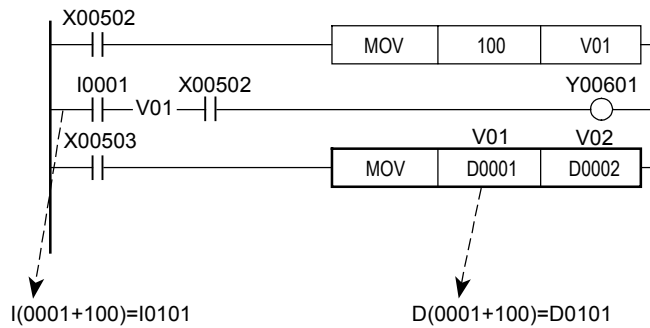 X00502
MOV 100 V01
I0001 X00502 Y00601
V01
X00503 V01 V02
MOV D0001 D0002
I(0001+100)=I0101 D(0001+100)=D0101